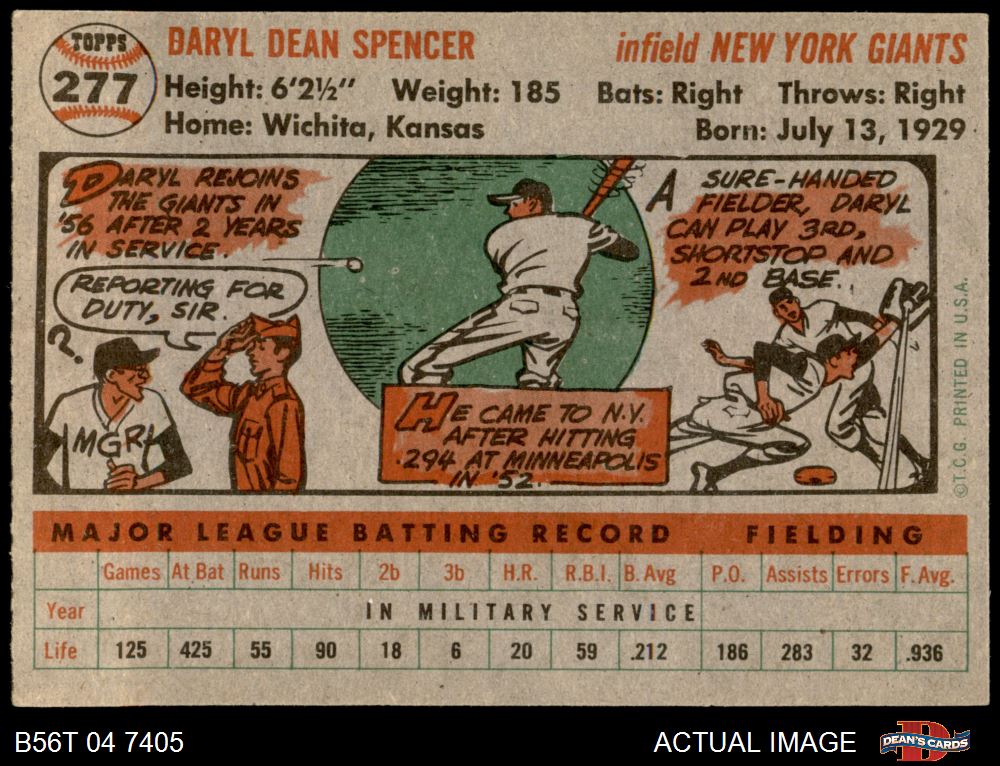 TOPPS
277
DARYL DEAN SPENCER
infield NEW YORK GIANTS
Height: 6'2½" Weight: 185 Bats: Right Throws: Right
Home: Wichita, Kansas
Born: July 13, 1929
DARYL REJOINS
THE GIANTS IN
'56 AFTER 2 YEARS
IN SERVICE.
REPORTING FOR
DUTY, SIR.
?
MGR.
HE CAME TO N.Y.
AFTER HITTING
.294 AT MINNEAPOLIS
IN '52.
A SURE-HANDED
FIELDER, DARYL
CAN PLAY 3RD,
SHORTSTOP AND
2ND BASE.
©T.C.G. PRINTED IN U.S.A.
MAJOR LEAGUE BATTING RECORD FIELDING
Games At Bat Runs Hits 2b 3b H.R. R.B.I. B. Avg P.O. Assists Errors F. Avg.
Year IN MILITARY SERVICE
Life 125 425 55 90 18 6 20 59 .212 186 283 32 .936
B56T 04 7405
ACTUAL IMAGE
D
DEAN'S CARDS